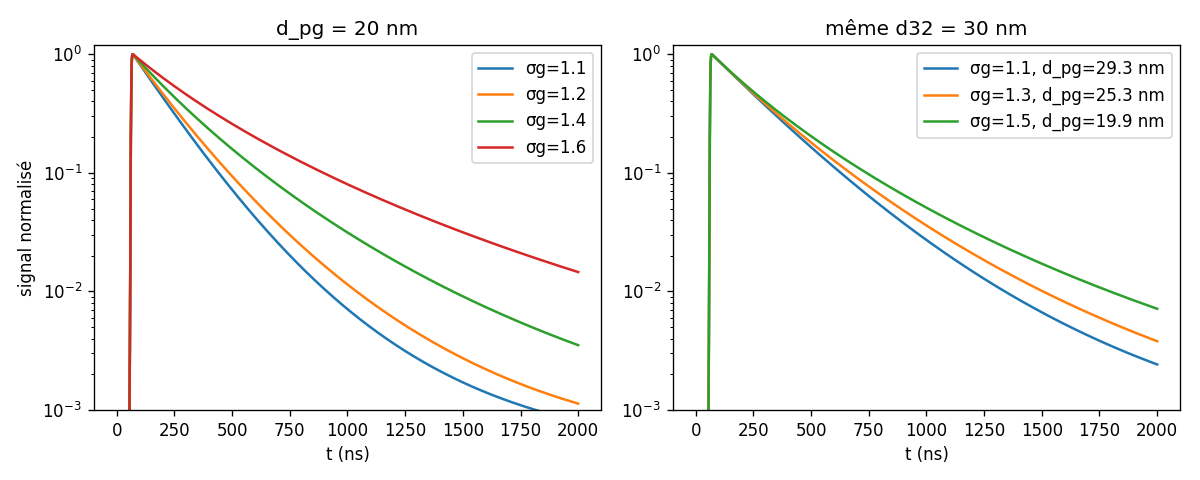 d_pg = 20 nm
signal normalisé
10⁰
10⁻¹
10⁻²
10⁻³
σg=1.1
σg=1.2
σg=1.4
σg=1.6
0 250 500 750 1000 1250 1500 1750 2000
t (ns)
même d32 = 30 nm
10⁰
10⁻¹
10⁻²
10⁻³
σg=1.1, d_pg=29.3 nm
σg=1.3, d_pg=25.3 nm
σg=1.5, d_pg=19.9 nm
0 250 500 750 1000 1250 1500 1750 2000
t (ns)